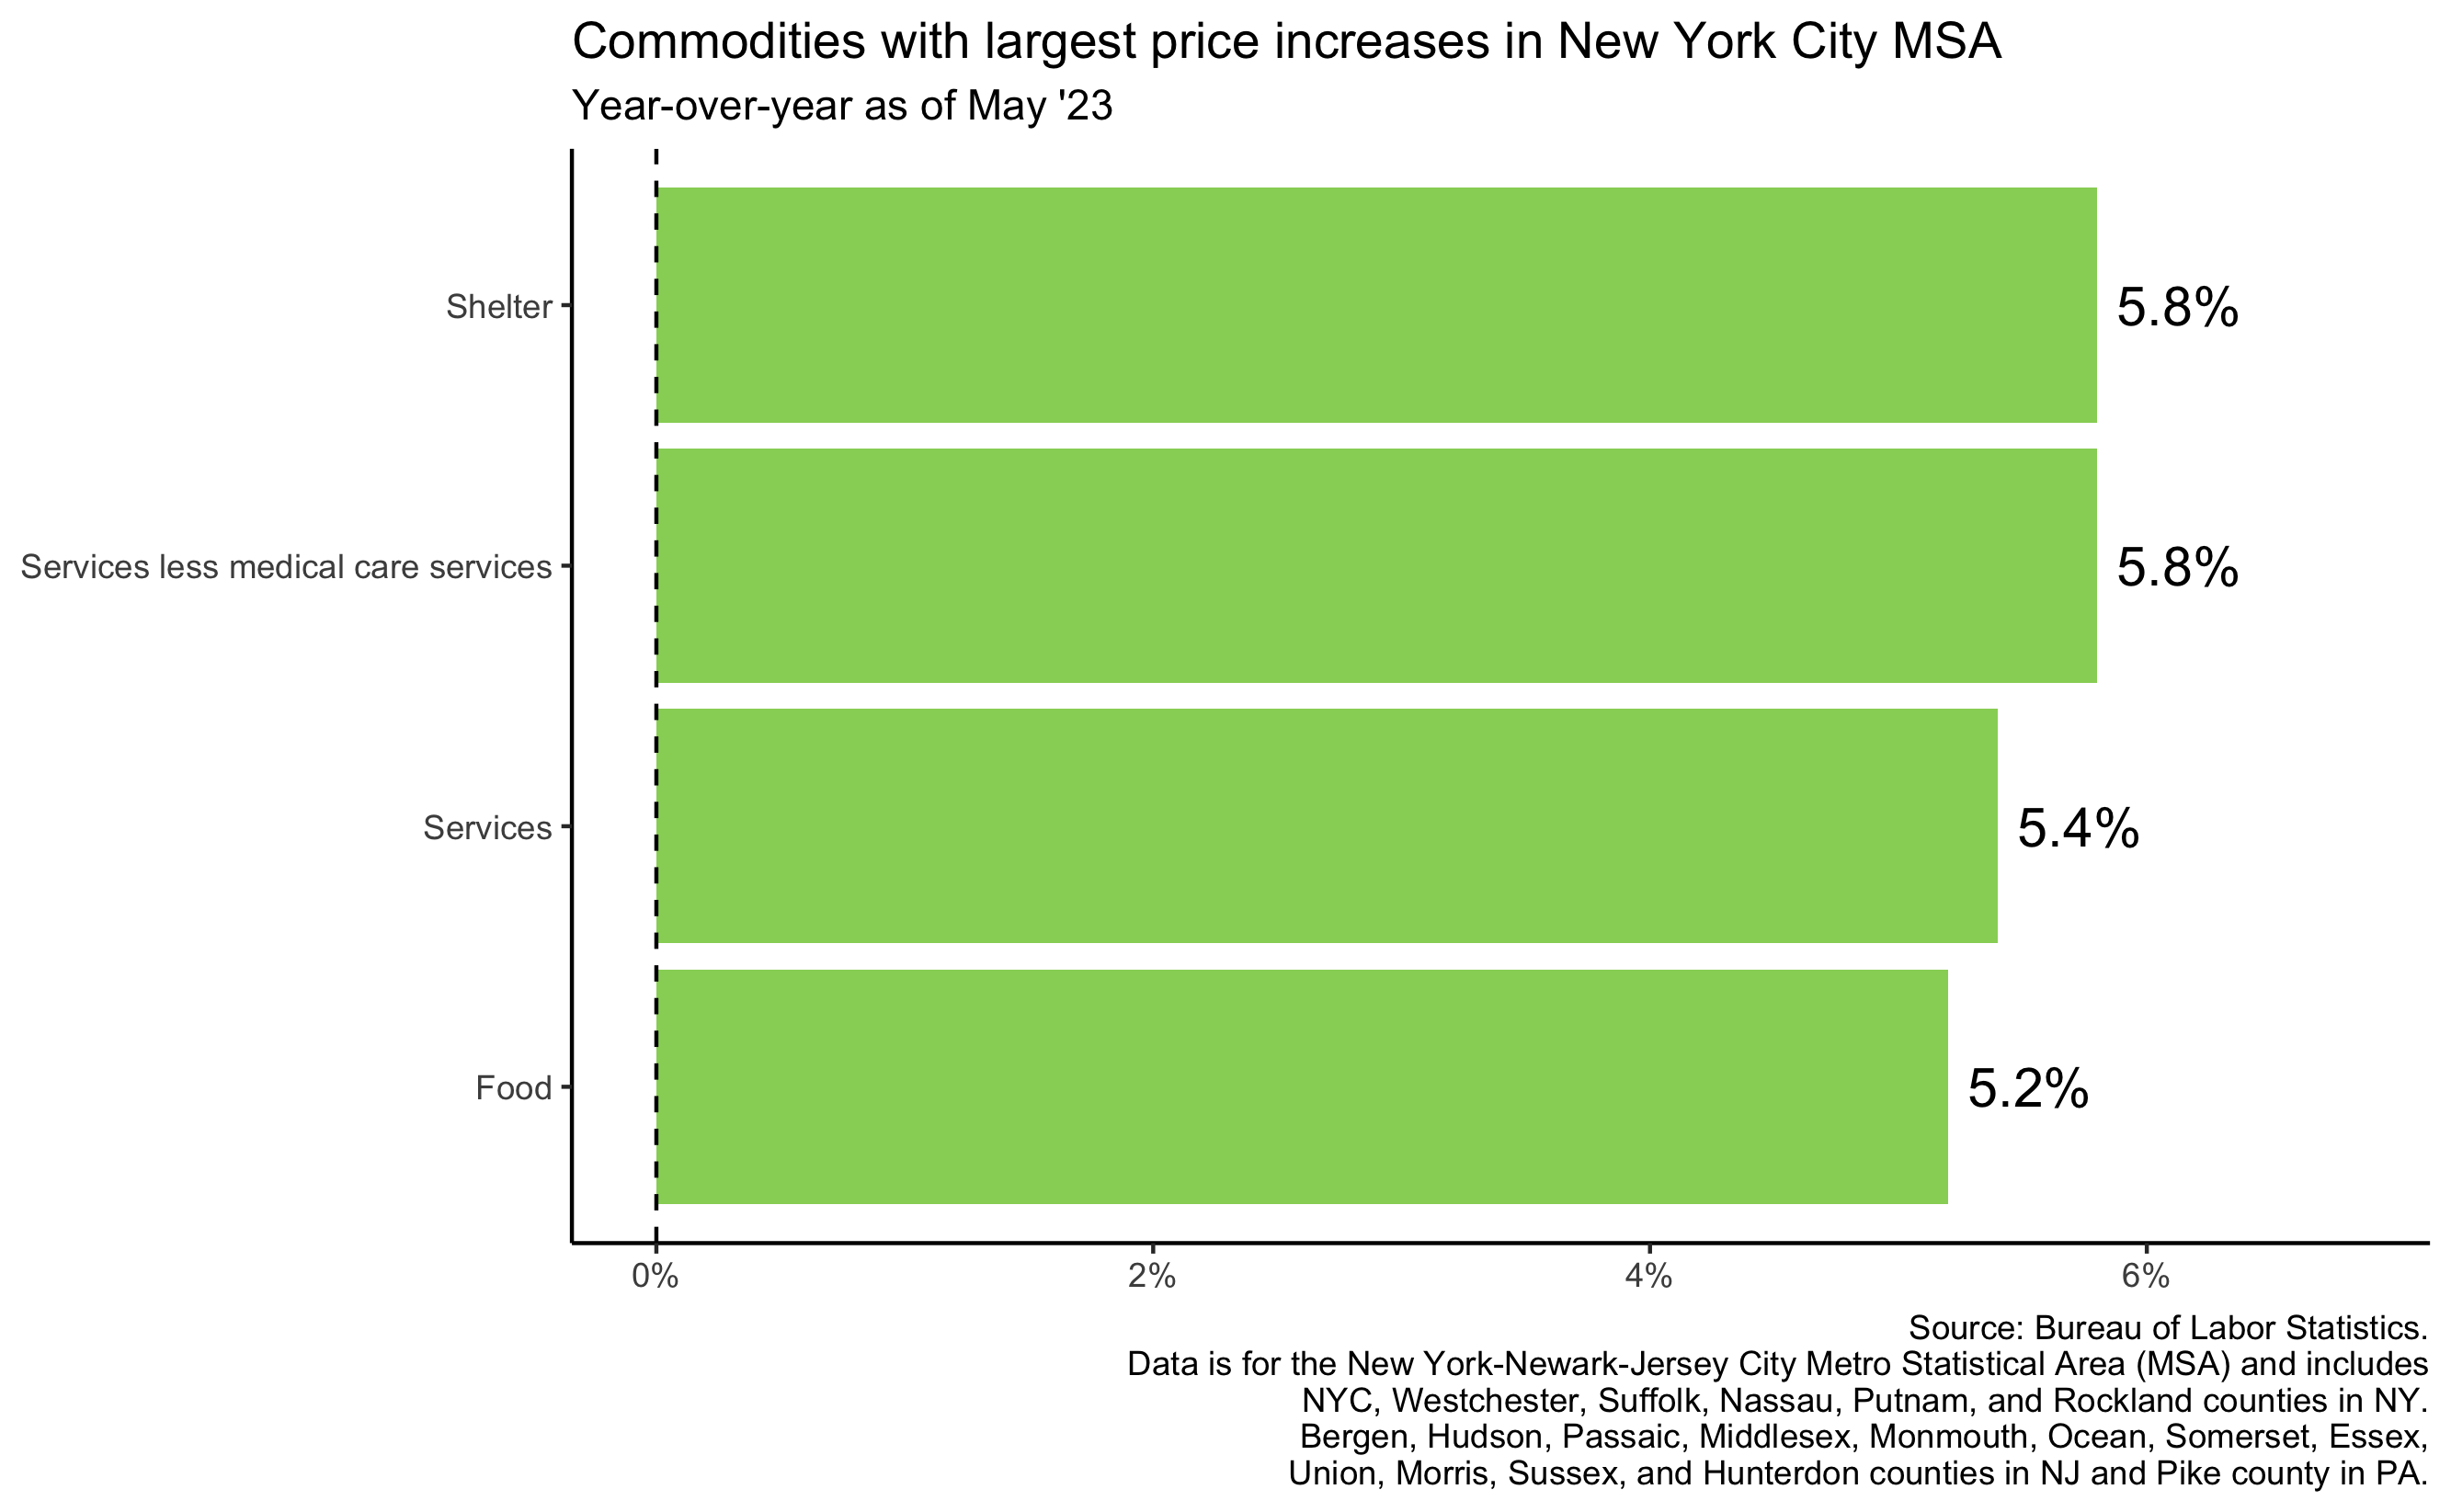 Commodities with largest price increases in New York City MSA
Year-over-year as of May '23
Shelter
5.8%
Services less medical care services
5.8%
Services
5.4%
Food
5.2%
0%
2%
4%
6%
Source: Bureau of Labor Statistics.
Data is for the New York-Newark-Jersey City Metro Statistical Area (MSA) and includes
NYC, Westchester, Suffolk, Nassau, Putnam, and Rockland counties in NY.
Bergen, Hudson, Passaic, Middlesex, Monmouth, Ocean, Somerset, Essex,
Union, Morris, Sussex, and Hunterdon counties in NJ and Pike county in PA.